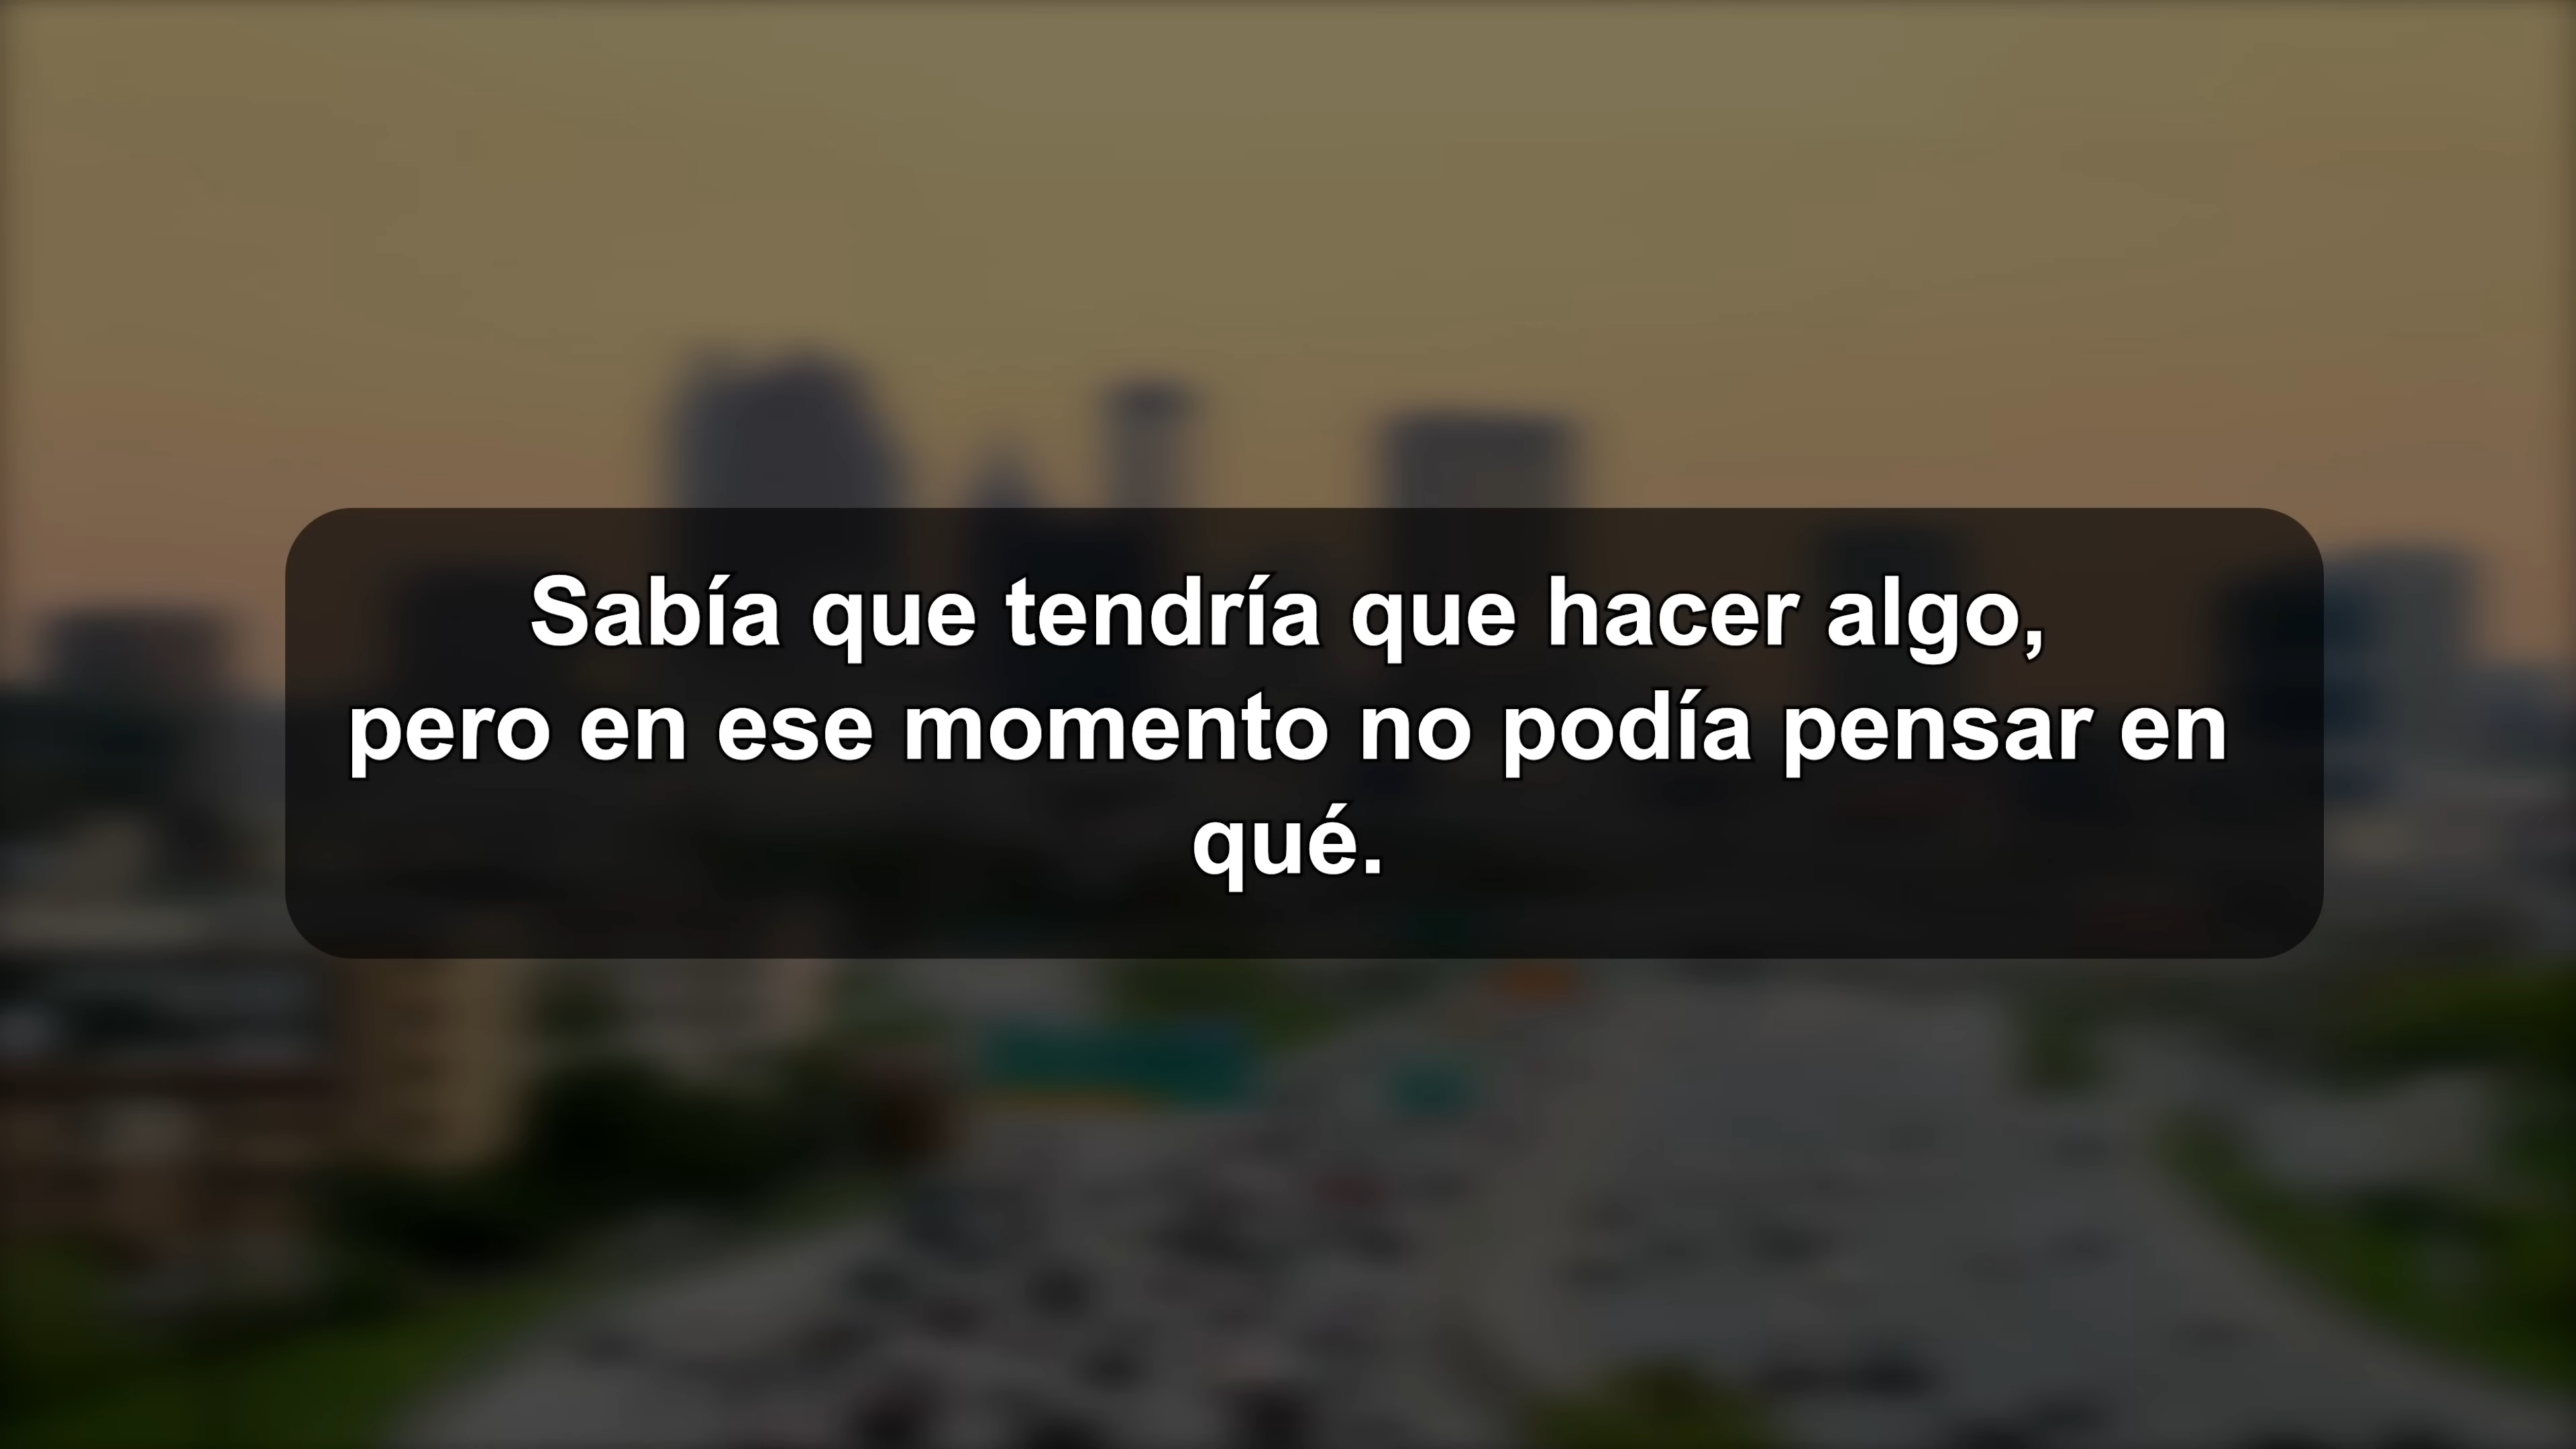 Sabía que tendría que hacer algo,
pero en ese momento no podía pensar en
qué.